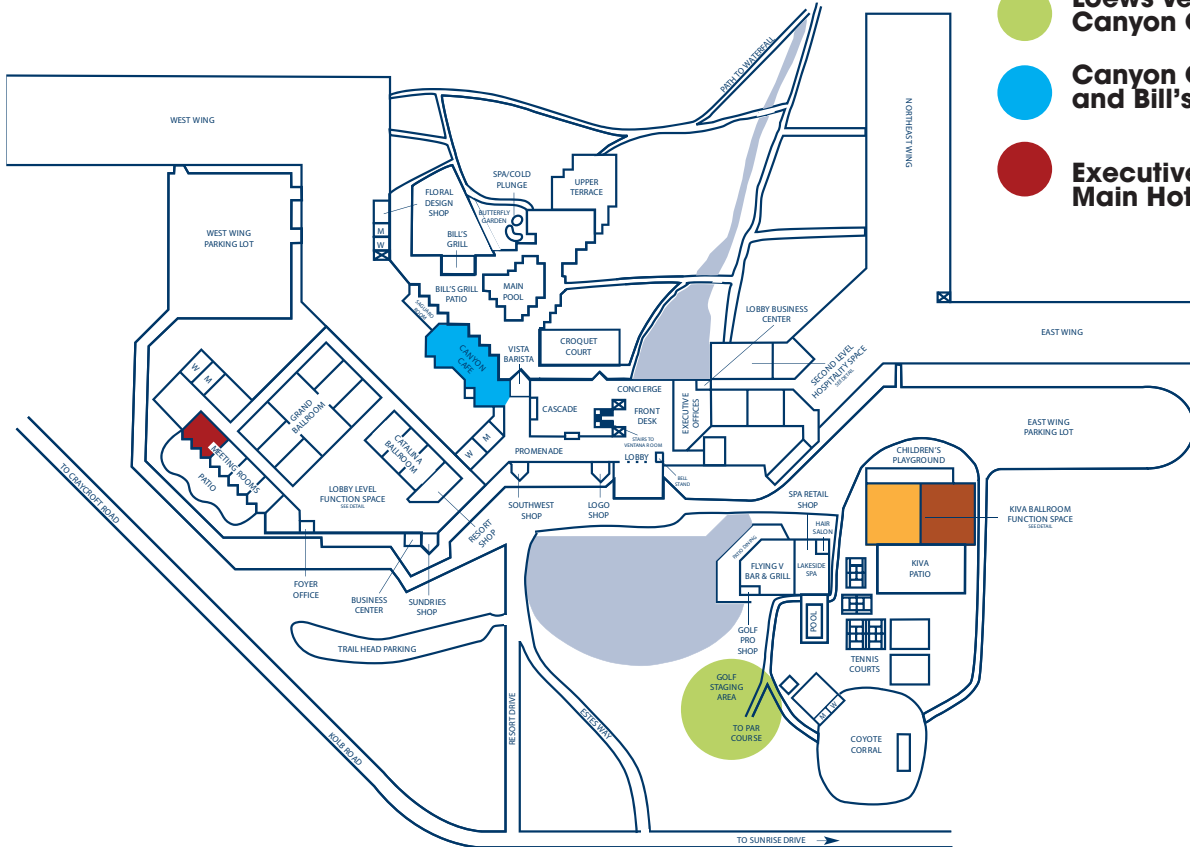 Canyon
Canyon
and Bill's
Executive
Main Hot
PATH TO WATERFALL
WEST WING
NORTHEAST WING
SPA/COLD
PLUNGE
UPPER
TERRACE
FLORAL
DESIGN
SHOP
BUTTERFLY
GARDEN
M
W
BILL'S
GRILL
WEST WING
PARKING LOT
BILL'S GRILL
PATIO
MAIN
POOL
SAGUARO
ROOM
LOBBY BUSINESS
CENTER
EAST WING
CROQUET
COURT
VISTA
BARISTA
CANYON
CAFE
SECOND LEVEL
HOSPITALITY SPACE
SEE DETAIL
W
M
CONCIERGE
CASCADE
FRONT
DESK
EXECUTIVE
OFFICES
GRAND
BALLROOM
STAIRS TO
VENTANA ROOM
EAST WING
PARKING LOT
CATALINA
BALLROOM
M
W
PROMENADE
LOBBY
CHILDREN'S
PLAYGROUND
MEETING ROOMS
PATIO
BELL
STAND
LOBBY LEVEL
FUNCTION SPACE
SEE DETAIL
TO CRAYCROFT ROAD
SOUTHWEST
SHOP
LOGO
SHOP
SPA RETAIL
SHOP
HAIR
SALON
KIVA BALLROOM
FUNCTION SPACE
SEE DETAIL
RESORT
SHOP
PATIO DINING
FLYING V
BAR & GRILL
LAKESIDE
SPA
KIVA
PATIO
FOYER
OFFICE
BUSINESS
CENTER
SUNDRIES
SHOP
POOL
GOLF
PRO
SHOP
TRAIL HEAD PARKING
TENNIS
COURTS
GOLF
STAGING
AREA
RESORT DRIVE
ESTES WAY
M
W
TO PAR
COURSE
COYOTE
CORRAL
KOLB ROAD
TO SUNRISE DRIVE